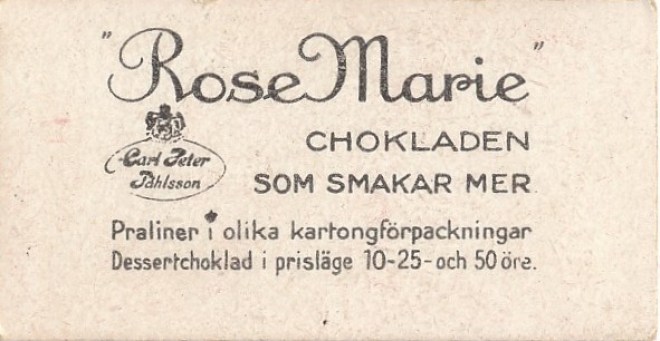 "Rose Marie"
CHOKLADEN
Carl Peter
Påhlsson
SOM SMAKAR MER
Praliner i olika kartongförpackningar
Dessertchoklad i prisläge 10-25- och 50 öre.